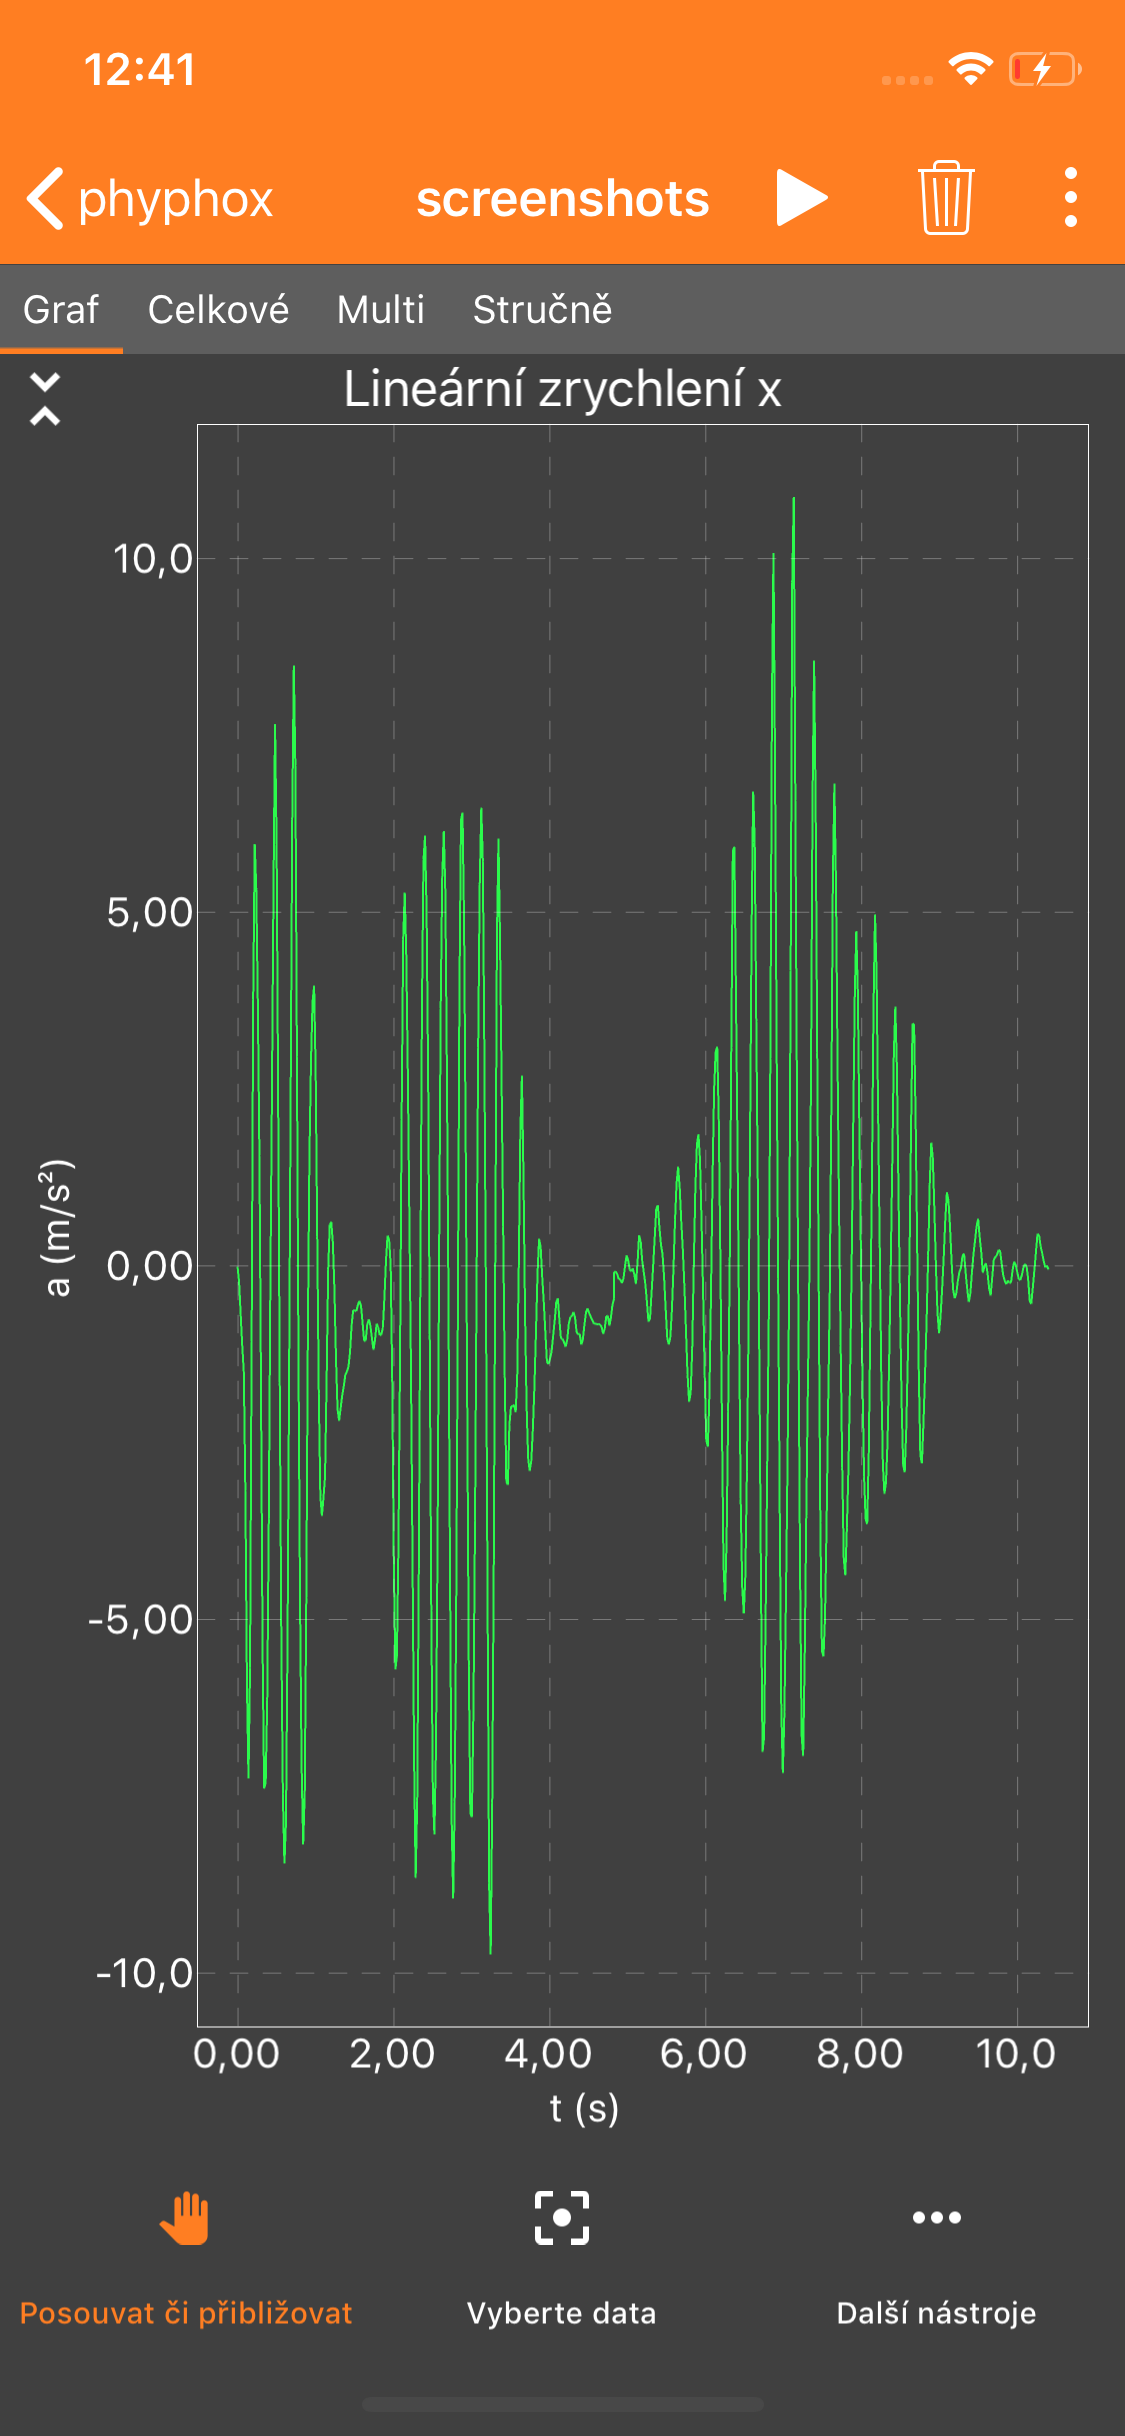 12:41
phyphox screenshots
Graf Celkové Multi Stručně
Lineární zrychlení x
10,0
5,00
0,00
-5,00
-10,0
a (m/s²)
0,00 2,00 4,00 6,00 8,00 10,0
t (s)
Posouvat či přibližovat Vyberte data Další nástroje